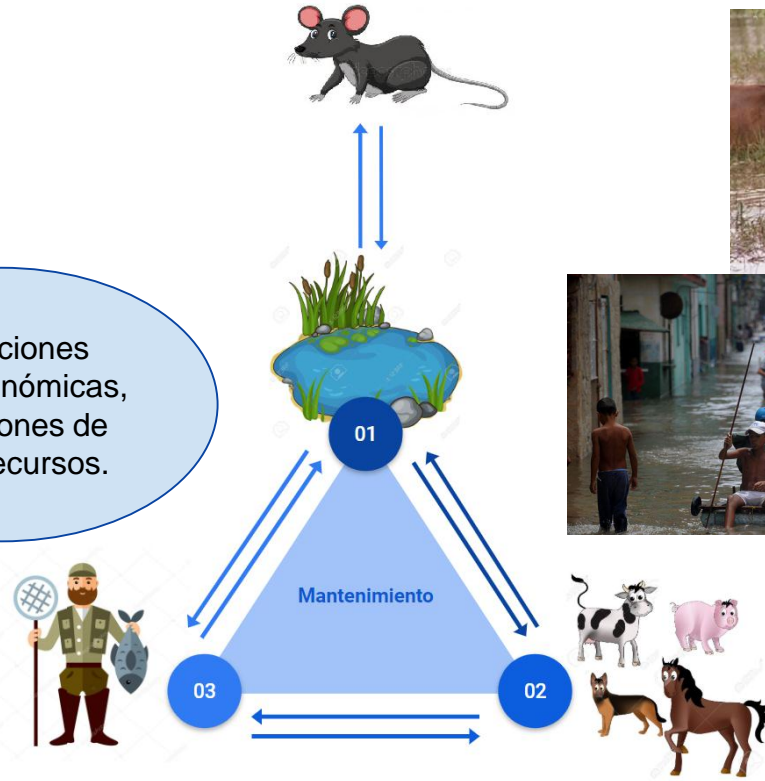 ciones
nómicas,
ones de
ecursos.
01
Mantenimiento
03
02